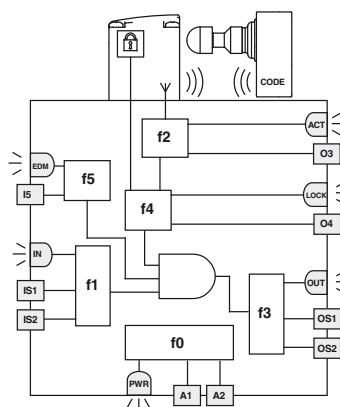 CODE
f2
ACT
O3
EDM
f5
I5
f4
LOCK
O4
IN
f1
IS1
IS2
OUT
f3
OS1
OS2
f0
PWR
A1
A2